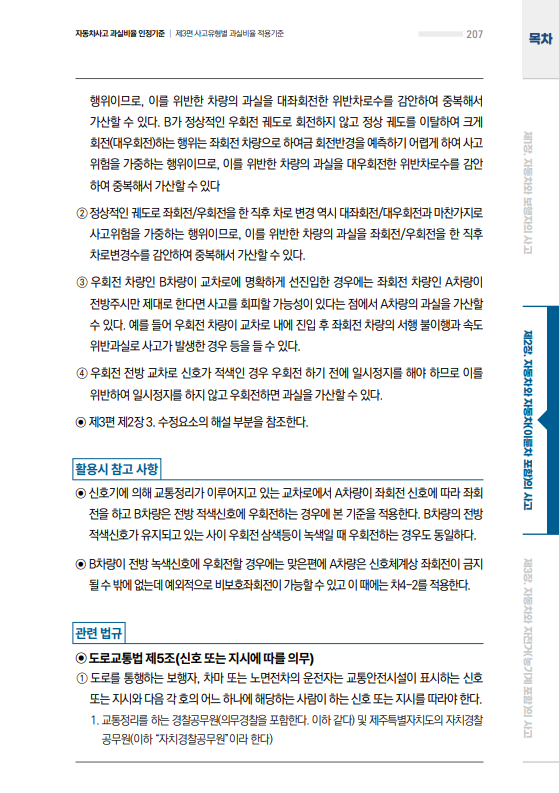 자동차사고 과실비율 인정기준 | 제3편 사고유형별 과실비율 적용기준
207
목차
행위이므로, 이를 위반한 차량의 과실을 대좌회전한 위반차로수를 감안하여 중복해서
가산할 수 있다. B가 정상적인 우회전 궤도로 회전하지 않고 정상 궤도를 이탈하여 크게
회전(대우회전)하는 행위는 좌회전 차량으로 하여금 회전반경을 예측하기 어렵게 하여 사고
위험을 가중하는 행위이므로, 이를 위반한 차량의 과실을 대우회전한 위반차로수를 감안
하여 중복해서 가산할 수 있다
② 정상적인 궤도로 좌회전/우회전을 한 직후 차로 변경 역시 대좌회전/대우회전과 마찬가지로
사고위험을 가중하는 행위이므로, 이를 위반한 차량의 과실을 좌회전/우회전을 한 직후
차로변경수를 감안하여 중복해서 가산할 수 있다.
③ 우회전 차량인 B차량이 교차로에 명확하게 선진입한 경우에는 좌회전 차량인 A차량이
전방주시만 제대로 한다면 사고를 회피할 가능성이 있다는 점에서 A차량의 과실을 가산할
수 있다. 예를 들어 우회전 차량이 교차로 내에 진입 후 좌회전 차량의 서행 불이행과 속도
위반과실로 사고가 발생한 경우 등을 들 수 있다.
④ 우회전 전방 교차로 신호가 적색인 경우 우회전 하기 전에 일시정지를 해야 하므로 이를
위반하여 일시정지를 하지 않고 우회전하면 과실을 가산할 수 있다.
◉ 제3편 제2장 3. 수정요소의 해설 부분을 참조한다.
활용시 참고 사항
◉ 신호기에 의해 교통정리가 이루어지고 있는 교차로에서 A차량이 좌회전 신호에 따라 좌회
전을 하고 B차량은 전방 적색신호에 우회전하는 경우에 본 기준을 적용한다. B차량의 전방
적색신호가 유지되고 있는 사이 우회전 삼색등이 녹색일 때 우회전하는 경우도 동일하다.
◉ B차량이 전방 녹색신호에 우회전할 경우에는 맞은편에 A차량은 신호체계상 좌회전이 금지
될 수 밖에 없는데 예외적으로 비보호좌회전이 가능할 수 있고 이 때에는 차4-2를 적용한다.
관련 법규
◉ 도로교통법 제5조(신호 또는 지시에 따를 의무)
① 도로를 통행하는 보행자, 차마 또는 노면전차의 운전자는 교통안전시설이 표시하는 신호
또는 지시와 다음 각 호의 어느 하나에 해당하는 사람이 하는 신호 또는 지시를 따라야 한다.
1. 교통정리를 하는 경찰공무원(의무경찰을 포함한다. 이하 같다) 및 제주특별자치도의 자치경찰
공무원(이하 “자치경찰공무원”이라 한다)
제1장. 자동차와 보행자의 사고
제2장. 자동차와 자동차(이륜차 포함)의 사고
제3장. 자동차와 자전거(농기계 포함)의 사고